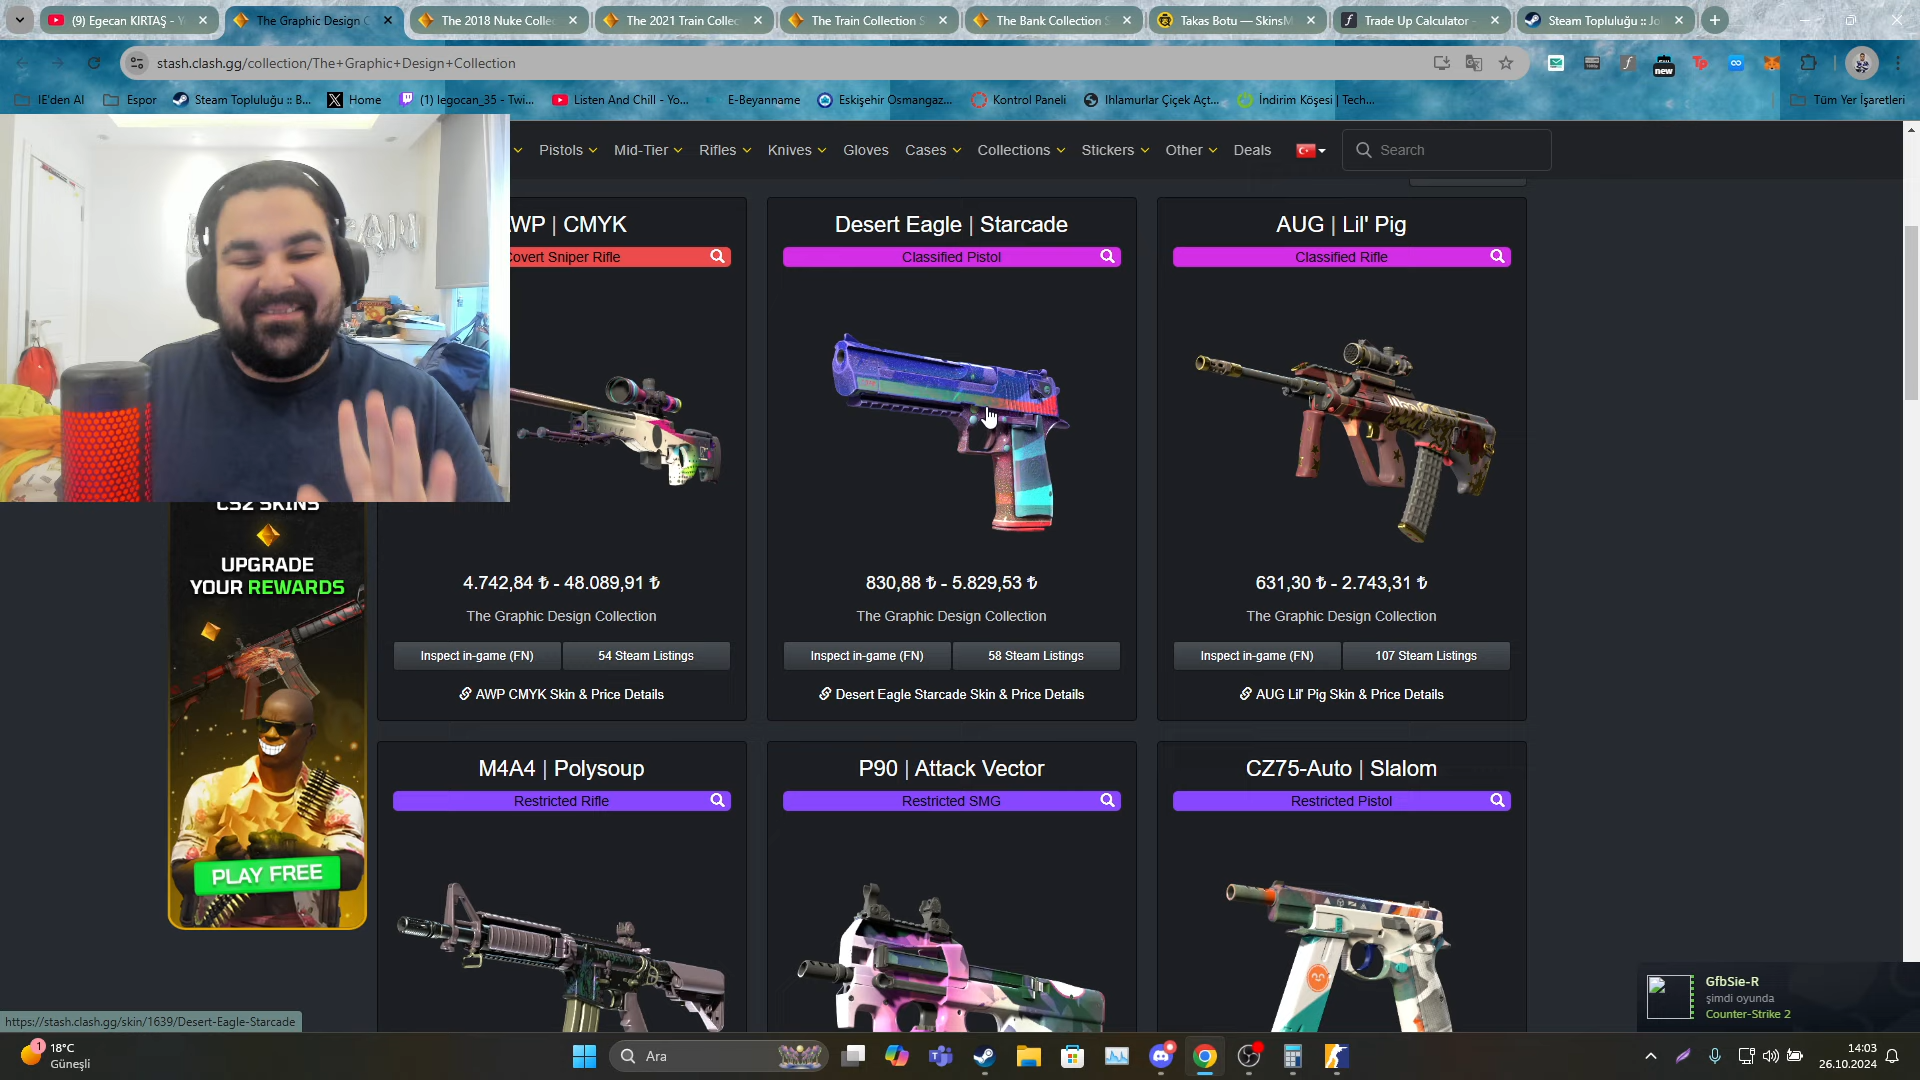 (9) Egecan KIRTAŞ - Y
The Graphic Design C
The 2018 Nuke Collec
The 2021 Train Collect
The Train Collection S
The Bank Collection S
Takas Botu — SkinsM
Trade Up Calculator -
Steam Topluluğu :: Jo
stash.clash.gg/collection/The+Graphic+Design+Collection
new
Tp
IE'den Al
Espor
Steam Topluluğu :: B...
Home
(1) legocan_35 - Twi...
Listen And Chill - Yo...
E-Beyanname
Eskişehir Osmangaz...
Kontrol Paneli
Ihlamurlar Çiçek Açt...
İndirim Köşesi | Tech...
Tüm Yer İşaretleri
Pistols
Mid-Tier
Rifles
Knives
Gloves
Cases
Collections
Stickers
Other
Deals
Search
WP | CMYK
Covert Sniper Rifle
4.742,84 ₺ - 48.089,91 ₺
The Graphic Design Collection
Inspect in-game (FN)
54 Steam Listings
AWP CMYK Skin & Price Details
Desert Eagle | Starcade
Classified Pistol
830,88 ₺ - 5.829,53 ₺
The Graphic Design Collection
Inspect in-game (FN)
58 Steam Listings
Desert Eagle Starcade Skin & Price Details
AUG | Lil' Pig
Classified Rifle
631,30 ₺ - 2.743,31 ₺
The Graphic Design Collection
Inspect in-game (FN)
107 Steam Listings
AUG Lil' Pig Skin & Price Details
CS2 SKINS
UPGRADE
YOUR REWARDS
PLAY FREE
M4A4 | Polysoup
Restricted Rifle
P90 | Attack Vector
Restricted SMG
CZ75-Auto | Slalom
Restricted Pistol
GfbSie-R
şimdi oyunda
Counter-Strike 2
https://stash.clash.gg/skin/1639/Desert-Eagle-Starcade
1
18°C
Güneşli
Ara
14:03
26.10.2024